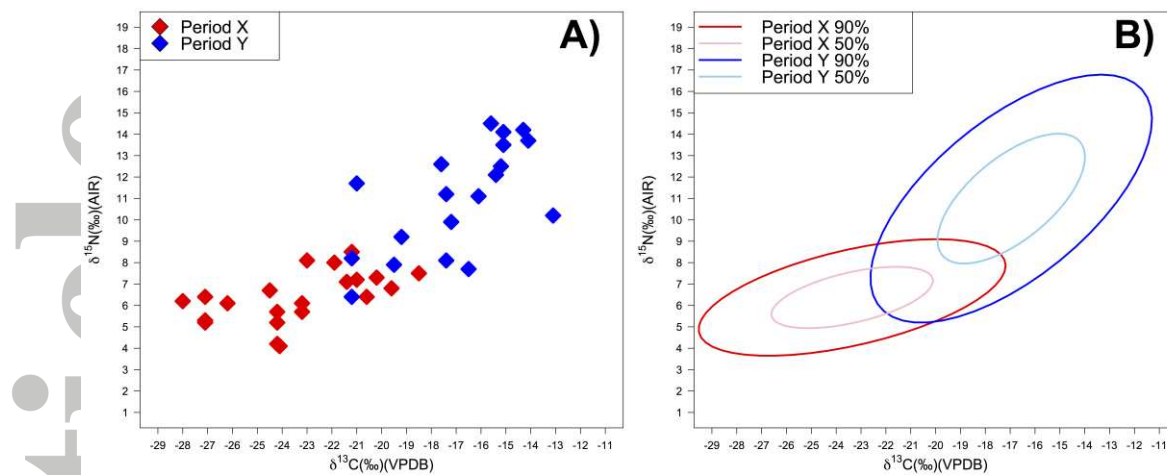 Period X
Period Y
A)
19
18
17
16
15
14
13
12
11
10
9
8
7
6
5
4
3
2
1
δ15N(‰)(AIR)
-29 -28 -27 -26 -25 -24 -23 -22 -21 -20 -19 -18 -17 -16 -15 -14 -13 -12 -11
δ13C(‰)(VPDB)
Period X 90%
Period X 50%
Period Y 90%
Period Y 50%
B)
19
18
17
16
15
14
13
12
11
10
9
8
7
6
5
4
3
2
1
δ15N(‰)(AIR)
-29 -28 -27 -26 -25 -24 -23 -22 -21 -20 -19 -18 -17 -16 -15 -14 -13 -12 -11
δ13C(‰)(VPDB)